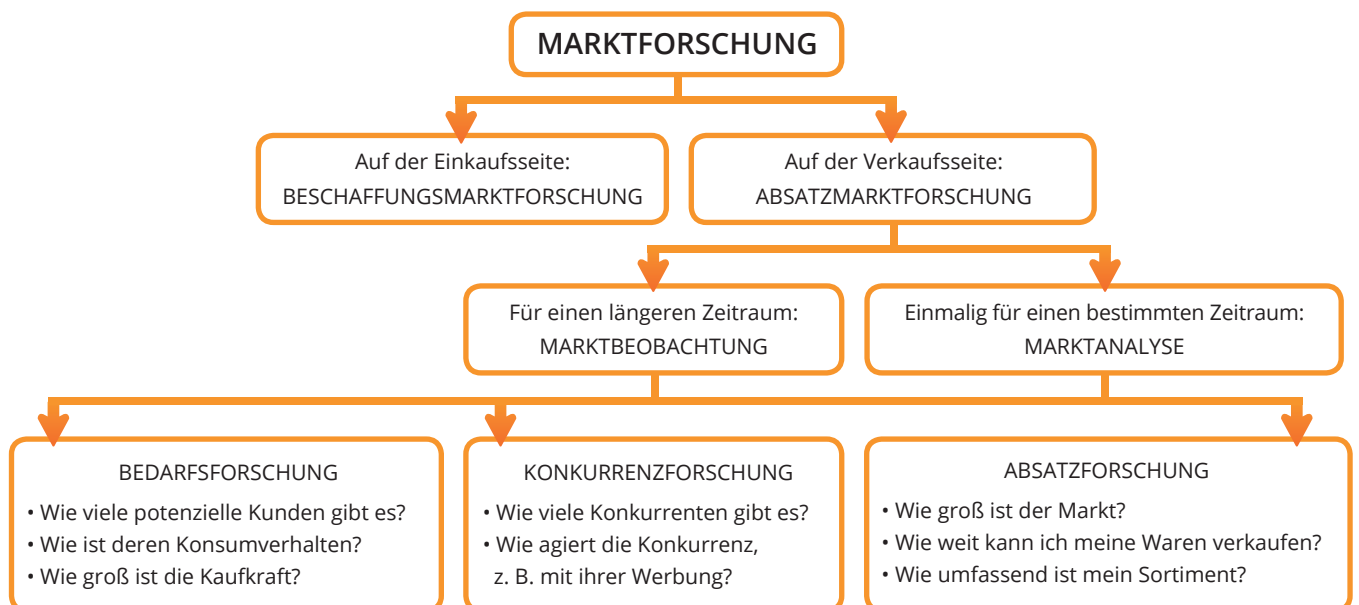 MARKTFORSCHUNG
Auf der Einkaufsseite:
BESCHAFFUNGSMARKTFORSCHUNG
Auf der Verkaufsseite:
ABSATZMARKTFORSCHUNG
Für einen längeren Zeitraum:
MARKTBEOBACHTUNG
Einmalig für einen bestimmten Zeitraum:
MARKTANALYSE
BEDARFSFORSCHUNG
• Wie viele potenzielle Kunden gibt es?
• Wie ist deren Konsumverhalten?
• Wie groß ist die Kaufkraft?
KONKURRENZFORSCHUNG
• Wie viele Konkurrenten gibt es?
• Wie agiert die Konkurrenz,
z. B. mit ihrer Werbung?
ABSATZFORSCHUNG
• Wie groß ist der Markt?
• Wie weit kann ich meine Waren verkaufen?
• Wie umfassend ist mein Sortiment?